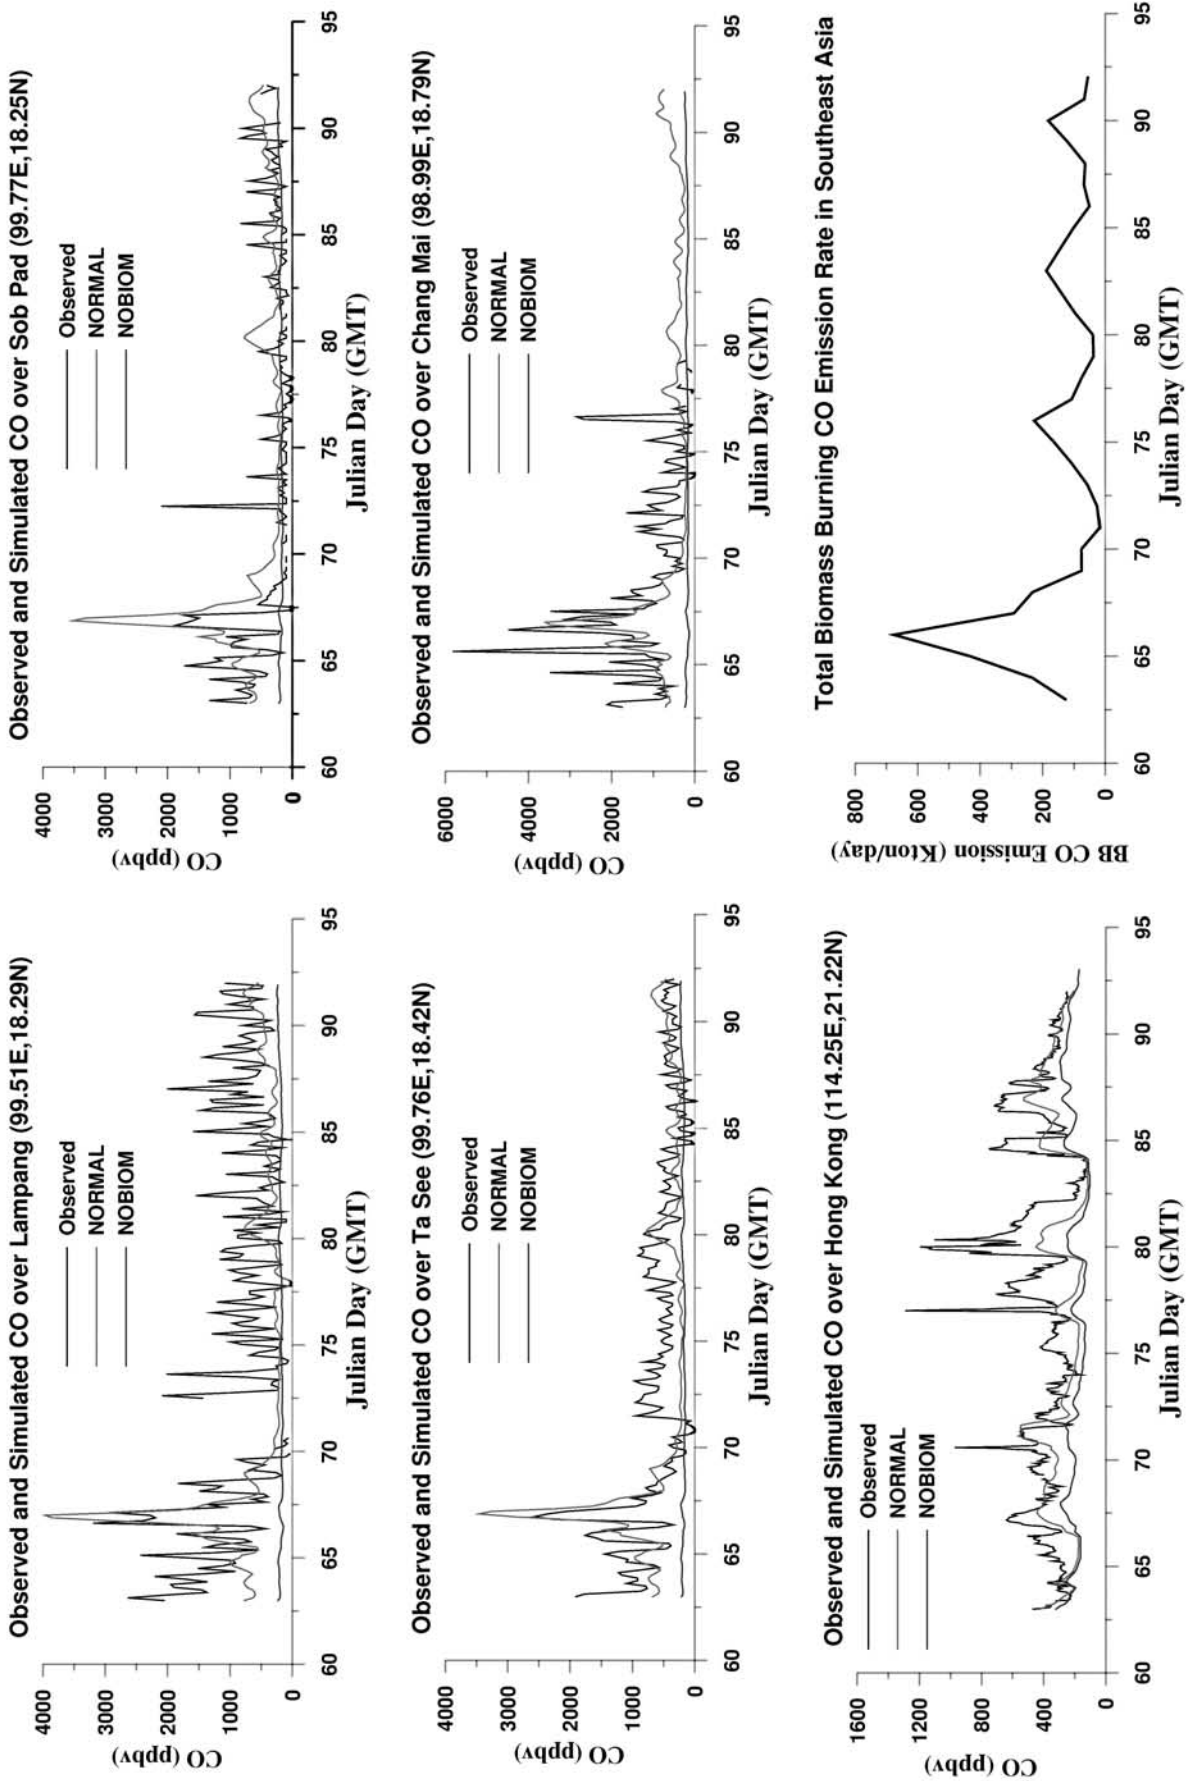 Observed and Simulated CO over Lampang (99.51E,18.29N)
CO (ppbv)
4000
3000
2000
1000
0
Observed
NORMAL
NOBIOM
60
65
70
75
80
85
90
95
Julian Day (GMT)
Observed and Simulated CO over Sob Pad (99.77E,18.25N)
CO (ppbv)
4000
3000
2000
1000
0
Observed
NORMAL
NOBIOM
60
65
70
75
80
85
90
95
Julian Day (GMT)
Observed and Simulated CO over Ta See (99.76E,18.42N)
CO (ppbv)
4000
3000
2000
1000
0
Observed
NORMAL
NOBIOM
60
65
70
75
80
85
90
95
Julian Day (GMT)
Observed and Simulated CO over Chang Mai (98.99E,18.79N)
CO (ppbv)
6000
4000
2000
0
Observed
NORMAL
NOBIOM
60
65
70
75
80
85
90
95
Julian Day (GMT)
Observed and Simulated CO over Hong Kong (114.25E,21.22N)
CO (ppbv)
1600
1200
800
400
0
Observed
NORMAL
NOBIOM
60
65
70
75
80
85
90
95
Julian Day (GMT)
Total Biomass Burning CO Emission Rate in Southeast Asia
BB CO Emission (Kton/day)
800
600
400
200
0
60
65
70
75
80
85
90
95
Julian Day (GMT)